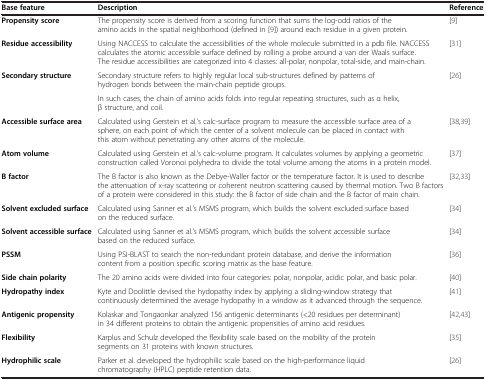 Base feature Description Reference
Propensity score The propensity score is derived from a scoring function that sums the log-odd ratios of the [9]
amino acids in the spatial neighborhood (defined in [9]) around each residue in a given protein.
Residue accessibility Using NACCESS to calculate the accessibilities of the whole molecule submitted in a pdb file. NACCESS [31]
calculates the atomic accessible surface defined by rolling a probe around a van der Waals surface.
The residue accessibilities are categorized into 4 classes: all-polar, nonpolar, total-side, and main-chain.
Secondary structure Secondary structure refers to highly regular local sub-structures defined by patterns of [26]
hydrogen bonds between the main-chain peptide groups.
In such cases, the chain of amino acids folds into regular repeating structures, such as α helix,
β structure, and coil.
Accessible surface area Calculated using Gerstein et al.'s calc-surface program to measure the accessible surface area of a [38,39]
sphere, on each point of which the center of a solvent molecule can be placed in contact with
this atom without penetrating any other atoms of the molecule.
Atom volume Calculated using Gerstein et al.'s calc-volume program. It calculates volumes by applying a geometric [37]
construction called Voronoi polyhedra to divide the total volume among the atoms in a protein model.
B factor The B factor is also known as the Debye-Waller factor or the temperature factor. It is used to describe [32,33]
the attenuation of x-ray scattering or coherent neutron scattering caused by thermal motion. Two B factors
of a protein were considered in this study: the B factor of side chain and the B factor of main chain.
Solvent excluded surface Calculated using Sanner et al.'s MSMS program, which builds the solvent excluded surface based [34]
on the reduced surface.
Solvent accessible surface Calculated using Sanner et al.'s MSMS program, which builds the solvent accessible surface [34]
based on the reduced surface.
PSSM Using PSI-BLAST to search the non-redundant protein database, and derive the information [36]
content from a position specific scoring matrix as the base feature.
Side chain polarity The 20 amino acids were divided into four categories: polar, nonpolar, acidic polar, and basic polar. [40]
Hydropathy index Kyte and Doolittle devised the hydopathy index by applying a sliding-window strategy that [41]
continuously determined the average hydopathy in a window as it advanced through the sequence.
Antigenic propensity Kolaskar and Tongaonkar analyzed 156 antigenic determinants (<20 residues per determinant) [42,43]
in 34 different proteins to obtain the antigenic propensities of amino acid residues.
Flexibility Karplus and Schulz developed the flexibility scale based on the mobility of the protein [35]
segments on 31 proteins with known structures.
Hydrophilic scale Parker et al. developed the hydrophilic scale based on the high-performance liquid [26]
chromatography (HPLC) peptide retention data.